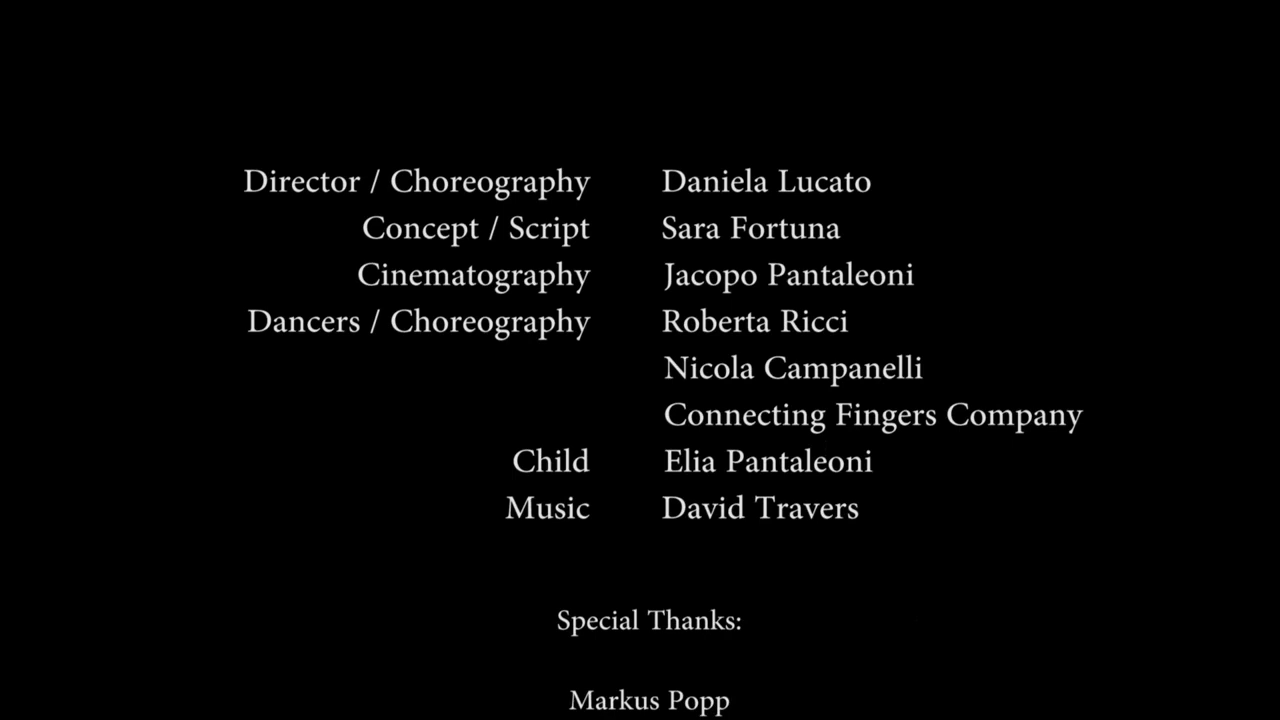 Director / Choreography Daniela Lucato
Concept / Script Sara Fortuna
Cinematography Jacopo Pantaleoni
Dancers / Choreography Roberta Ricci
Nicola Campanelli
Connecting Fingers Company
Child Elia Pantaleoni
Music David Travers
Special Thanks:
Markus Popp